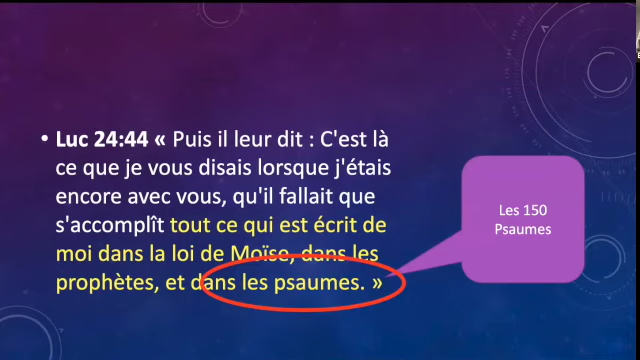 • Luc 24:44 « Puis il leur dit : C'est là
ce que je vous disais lorsque j'étais
encore avec vous, qu'il fallait que
s'accomplît tout ce qui est écrit de
moi dans la loi de Moïse, dans les
prophètes, et dans les psaumes. »
Les 150
Psaumes